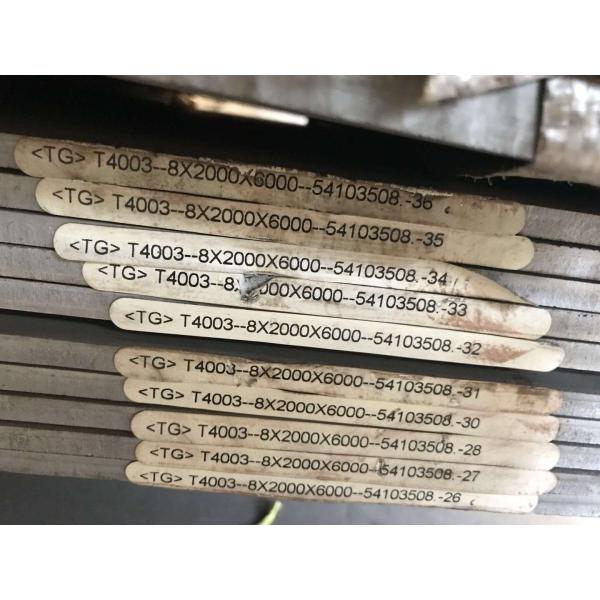 <TG> T4003--8X2000X6000--54103508.-36
<TG> T4003--8X2000X6000--54103508.-35
<TG> T4003--8X2000X6000--54103508.-34
<TG> T4003--8X 000X6000--54103508.-33
<TG> T4003--8X2000X6000--54103508.-32
<TG> T4003--8X2000X6000--54103508.-31
<TG> T4003--8X2000X6000--54103508.-30
<TG> T4003--8X2000X6000--54103508.-28
<TG> T4003--8X2000X6000--54103508.-27
<TG> T4003--8X2000X6000--54103508.-26